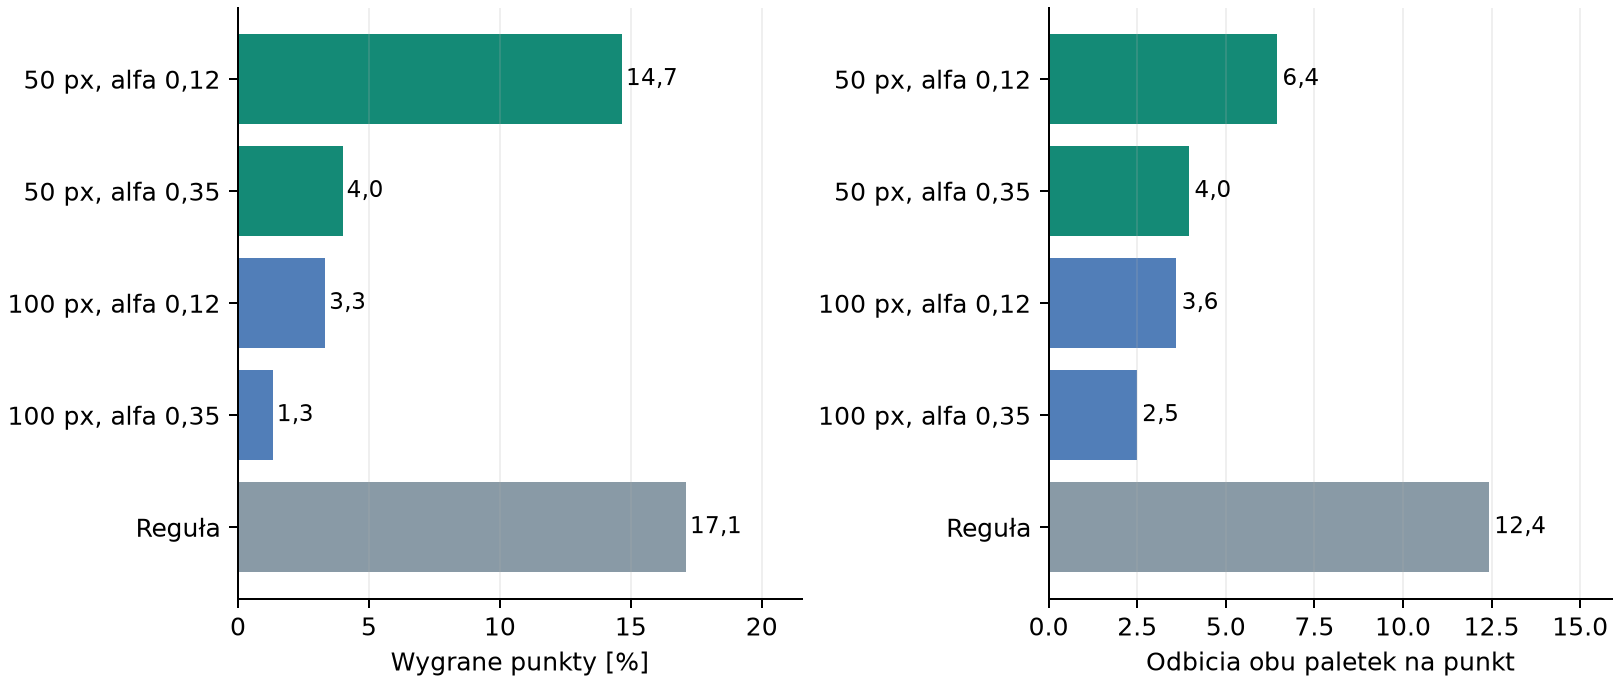 50 px, alfa 0,12
14,7
50 px, alfa 0,35
4,0
100 px, alfa 0,12
3,3
100 px, alfa 0,35
1,3
Reguła
17,1
0 5 10 15 20
Wygrane punkty [%]
50 px, alfa 0,12
6,4
50 px, alfa 0,35
4,0
100 px, alfa 0,12
3,6
100 px, alfa 0,35
2,5
Reguła
12,4
0.0 2.5 5.0 7.5 10.0 12.5 15.0
Odbicia obu paletek na punkt